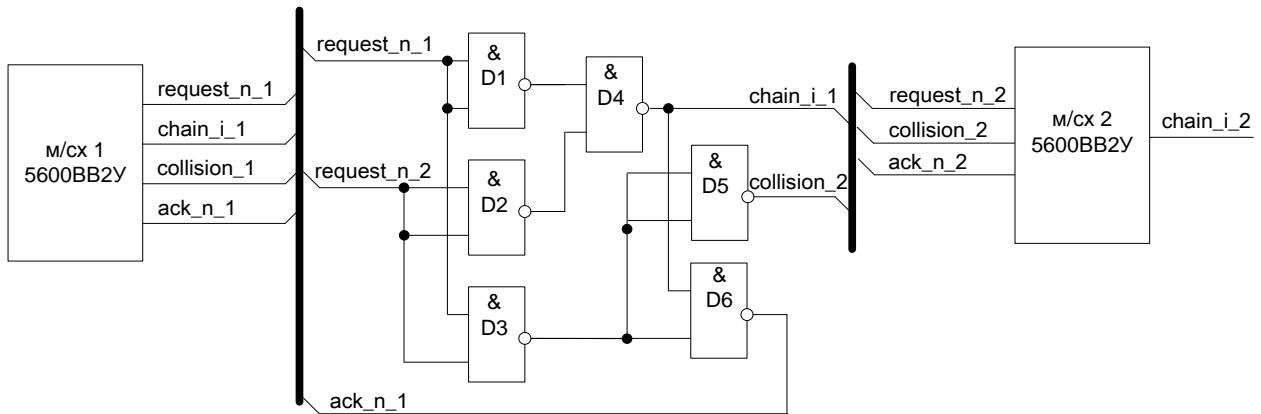 м/сх 1
5600ВВ2У
request_n_1
chain_i_1
collision_1
ack_n_1
request_n_1
request_n_2
ack_n_1
&
D1
&
D2
&
D3
&
D4
&
D5
&
D6
chain_i_1
collision_2
request_n_2
collision_2
ack_n_2
м/сх 2
5600ВВ2У
chain_i_2